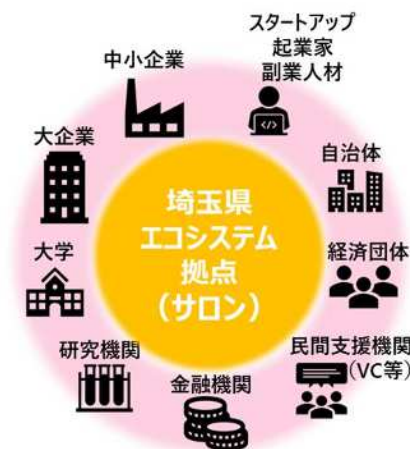 スタートアップ
起業家
副業人材
中小企業
大企業
自治体
埼玉県
エコシステム
拠点
（サロン）
大学
経済団体
研究機関
民間支援機関
(VC等)
金融機関